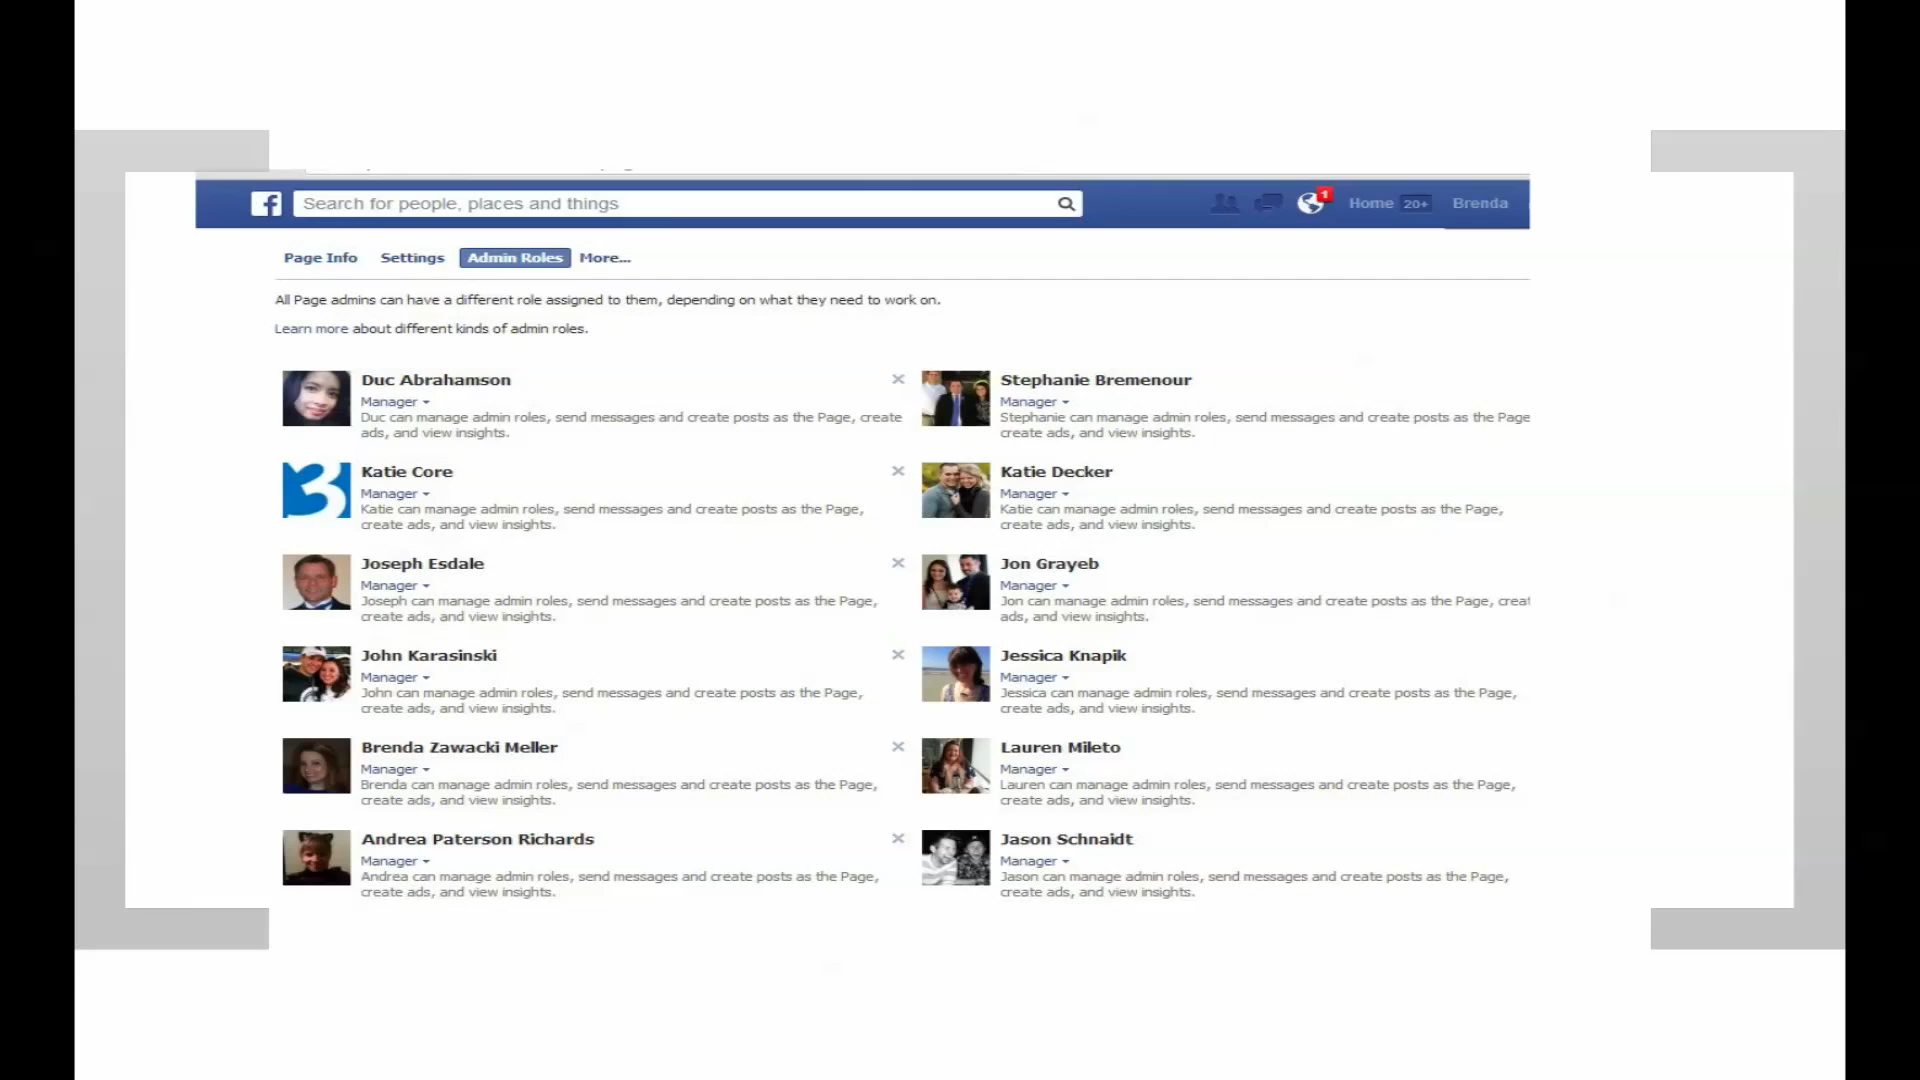 Search for people, places and things
1
Home 20+ Brenda
Page Info Settings Admin Roles More...
All Page admins can have a different role assigned to them, depending on what they need to work on.
Learn more about different kinds of admin roles.
Duc Abrahamson
Manager
Duc can manage admin roles, send messages and create posts as the Page, create
ads, and view insights.
Stephanie Bremenour
Manager
Stephanie can manage admin roles, send messages and create posts as the Page
create ads, and view insights.
Katie Core
Manager
Katie can manage admin roles, send messages and create posts as the Page,
create ads, and view insights.
Katie Decker
Manager
Katie can manage admin roles, send messages and create posts as the Page,
create ads, and view insights.
Joseph Esdale
Manager
Joseph can manage admin roles, send messages and create posts as the Page,
create ads, and view insights.
Jon Grayeb
Manager
Jon can manage admin roles, send messages and create posts as the Page, creat
ads, and view insights.
John Karasinski
Manager
John can manage admin roles, send messages and create posts as the Page,
create ads, and view insights.
Jessica Knapik
Manager
Jessica can manage admin roles, send messages and create posts as the Page,
create ads, and view insights.
Brenda Zawacki Meller
Manager
Brenda can manage admin roles, send messages and create posts as the Page,
create ads, and view insights.
Lauren Mileto
Manager
Lauren can manage admin roles, send messages and create posts as the Page,
create ads, and view insights.
Andrea Paterson Richards
Manager
Andrea can manage admin roles, send messages and create posts as the Page,
create ads, and view insights.
Jason Schnaidt
Manager
Jason can manage admin roles, send messages and create posts as the Page,
create ads, and view insights.